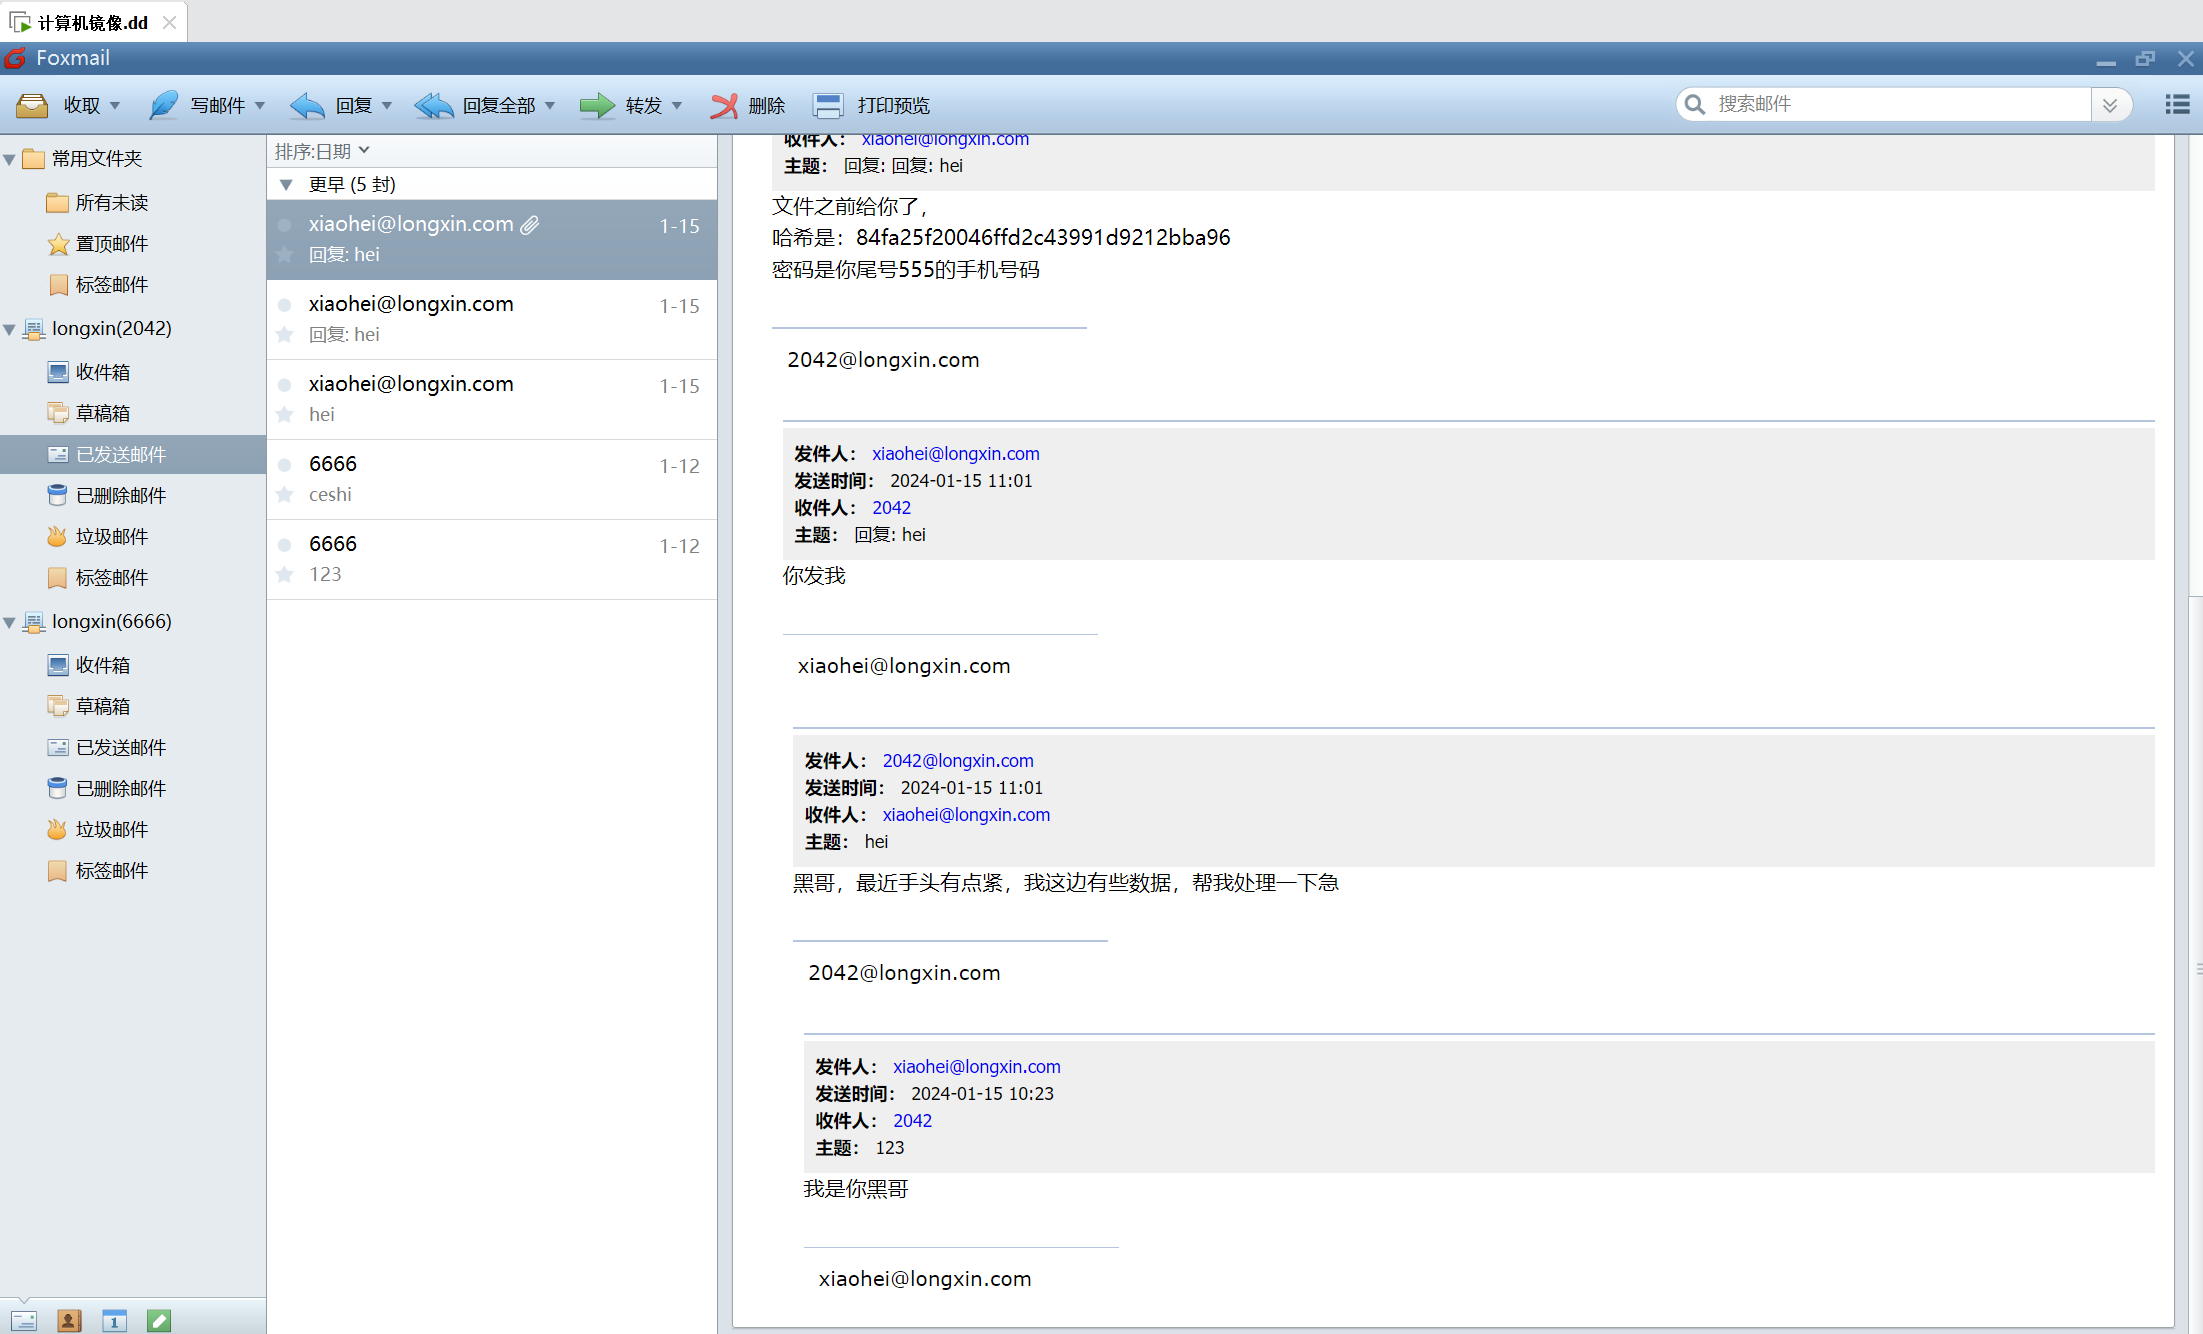 计算机镜像.dd
Foxmail
收取 写邮件 回复 回复全部 转发 删除 打印预览 搜索邮件
常用文件夹
所有未读
置顶邮件
标签邮件
longxin(2042)
收件箱
草稿箱
已发送邮件
已删除邮件
垃圾邮件
标签邮件
longxin(6666)
收件箱
草稿箱
已发送邮件
已删除邮件
垃圾邮件
标签邮件
1
排序:日期
更早 (5 封)
xiaohei@longxin.com 1-15
回复: hei
xiaohei@longxin.com 1-15
回复: hei
xiaohei@longxin.com 1-15
hei
6666 1-12
ceshi
6666 1-12
123
收件人： xiaohei@longxin.com
主题： 回复: 回复: hei
文件之前给你了，
哈希是：84fa25f20046ffd2c43991d9212bba96
密码是你尾号555的手机号码
2042@longxin.com
发件人： xiaohei@longxin.com
发送时间： 2024-01-15 11:01
收件人： 2042
主题： 回复: hei
你发我
xiaohei@longxin.com
发件人： 2042@longxin.com
发送时间： 2024-01-15 11:01
收件人： xiaohei@longxin.com
主题： hei
黑哥，最近手头有点紧，我这边有些数据，帮我处理一下急
2042@longxin.com
发件人： xiaohei@longxin.com
发送时间： 2024-01-15 10:23
收件人： 2042
主题： 123
我是你黑哥
xiaohei@longxin.com